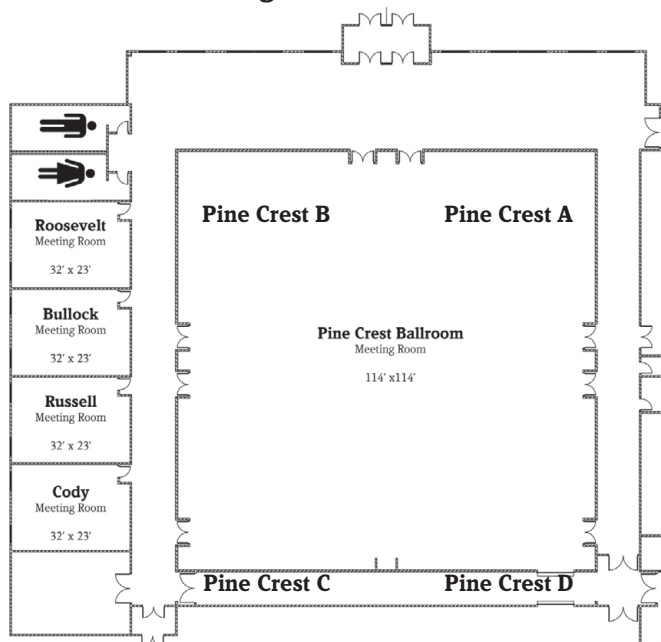 Pine Crest B
Pine Crest A
Roosevelt
Meeting Room
32’ x 23’
Bullock
Meeting Room
32’ x 23’
Pine Crest Ballroom
Meeting Room
114’ x114’
Russell
Meeting Room
32’ x 23’
Cody
Meeting Room
32’ x 23’
Pine Crest C
Pine Crest D